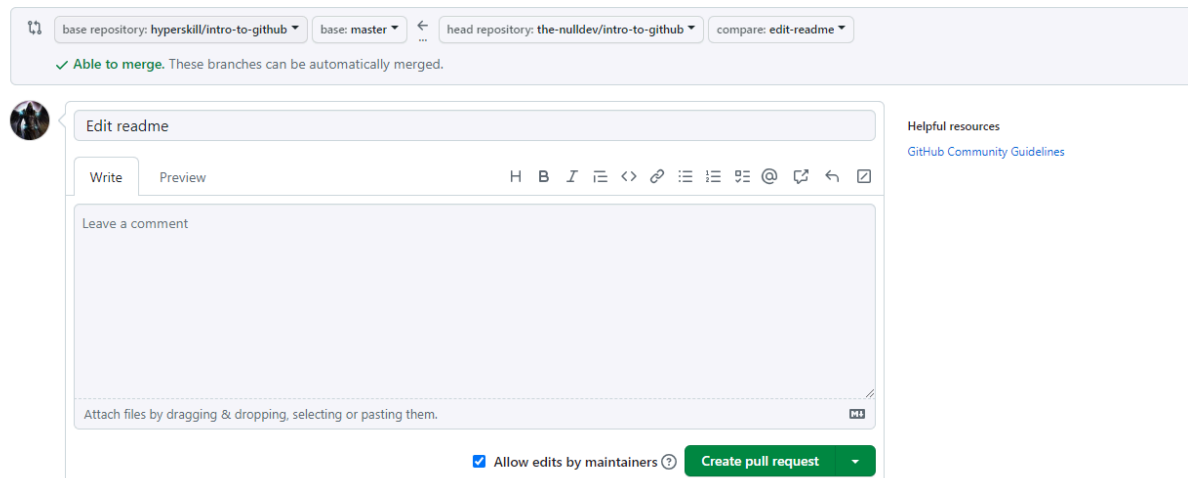 base repository: hyperskill/intro-to-github base: master ← head repository: the-nulldev/intro-to-github compare: edit-readme
...
Able to merge. These branches can be automatically merged.
Edit readme
Helpful resources
GitHub Community Guidelines
Write Preview H B I <> @
Leave a comment
Attach files by dragging & dropping, selecting or pasting them.
Allow edits by maintainers ? Create pull request